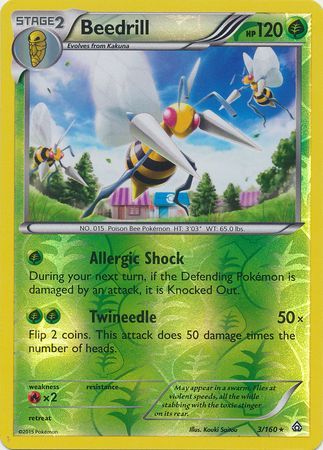 STAGE2
Beedrill
HP120
Evolves from Kakuna
NO. 015 Poison Bee Pokémon HT: 3'03" WT: 65.0 lbs.
Allergic Shock
During your next turn, if the Defending Pokémon is
damaged by an attack, it is Knocked Out.
Twineedle 50×
Flip 2 coins. This attack does 50 damage times the
number of heads.
weakness
×2
resistance
retreat
May appear in a swarm. Flies at
violent speeds, all the while
stabbing with the toxic stinger
on its rear.
Illus. Kouki Saitou
3/160★
©2015 Pokémon